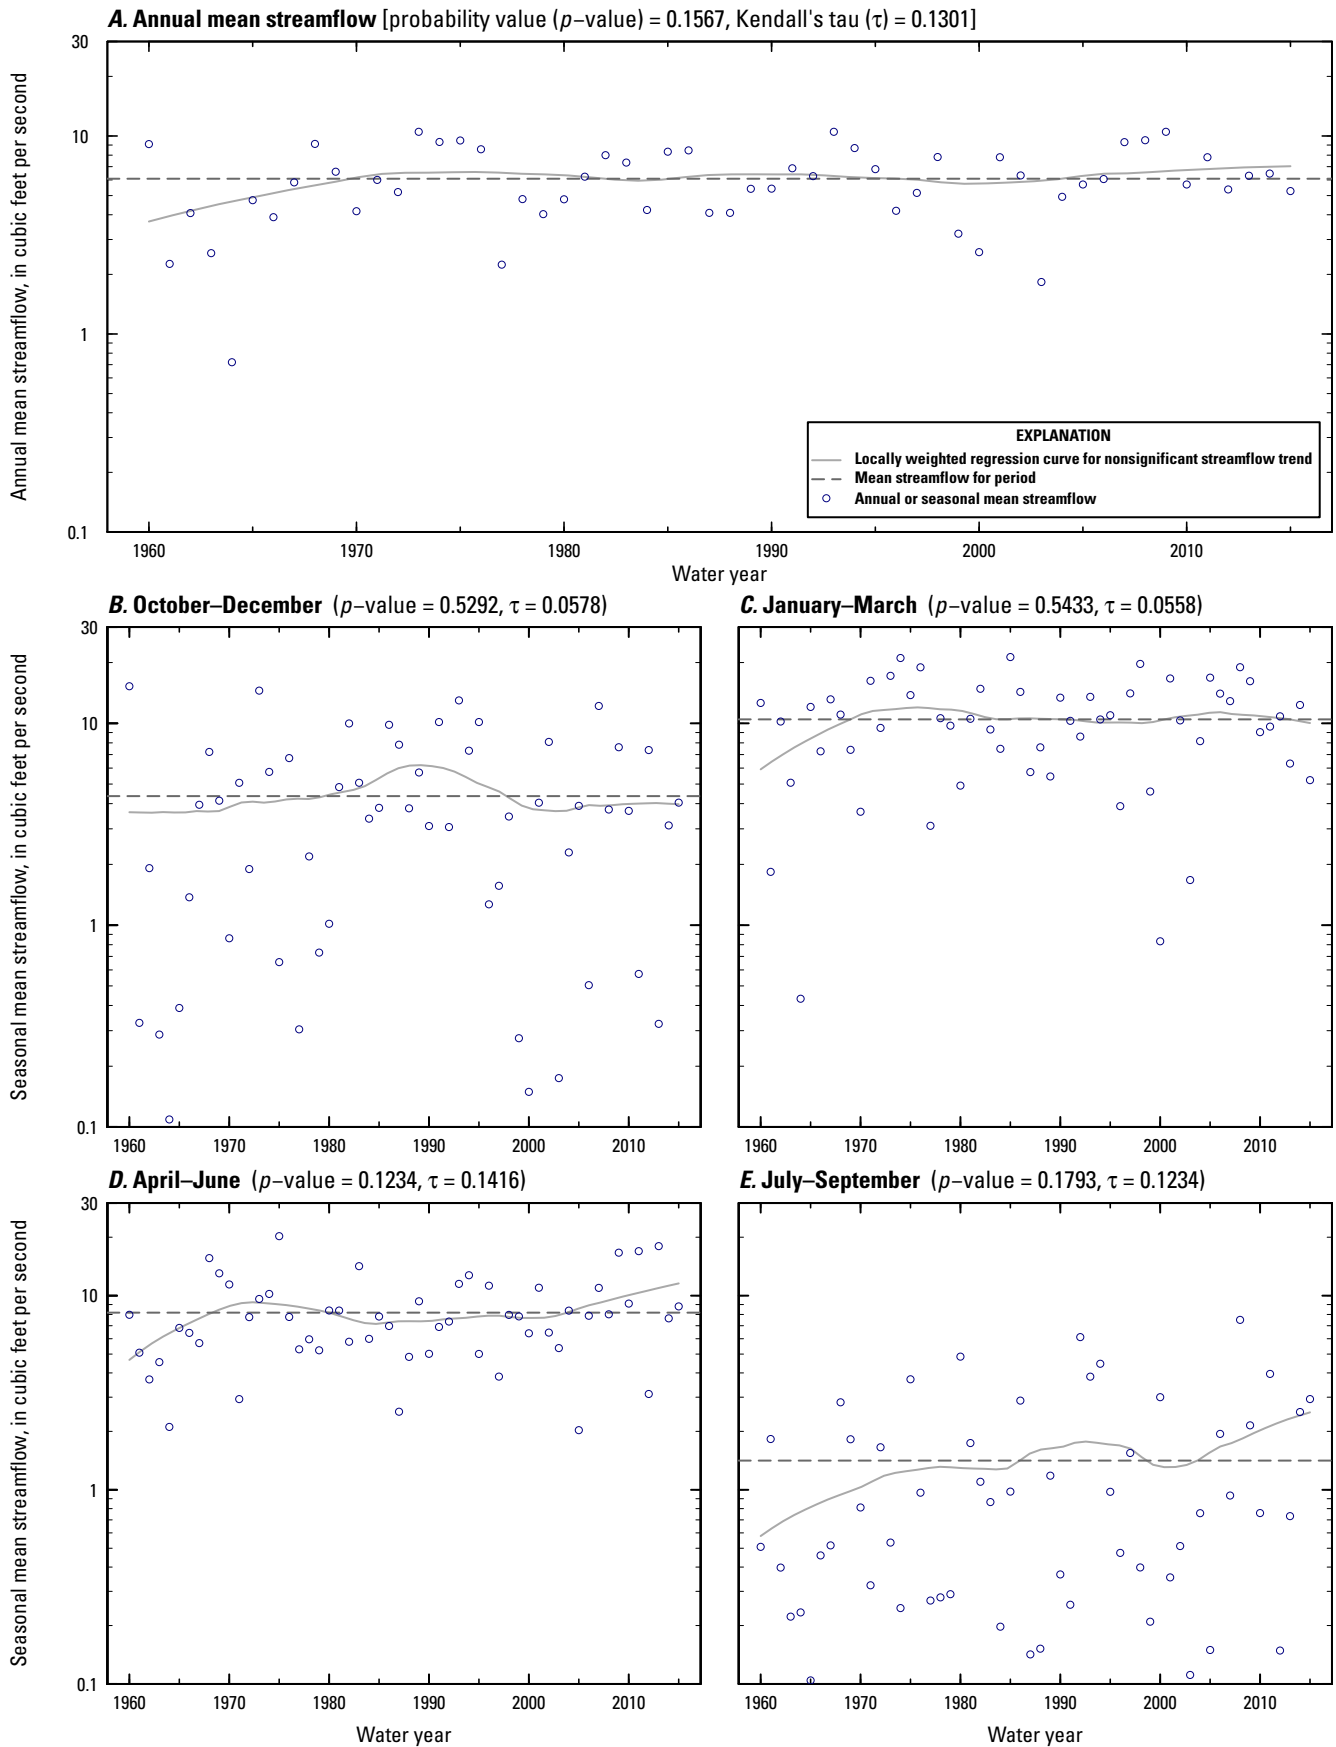 A. Annual mean streamflow [probability value (p–value) = 0.1567, Kendall's tau (τ) = 0.1301]
Annual mean streamflow, in cubic feet per second
30
10
1
0.1
EXPLANATION
Locally weighted regression curve for nonsignificant streamflow trend
Mean streamflow for period
Annual or seasonal mean streamflow
1960 1970 1980 1990 2000 2010
Water year
B. October–December (p–value = 0.5292, τ = 0.0578)
Seasonal mean streamflow, in cubic feet per second
30
10
1
0.1
1960 1970 1980 1990 2000 2010
C. January–March (p–value = 0.5433, τ = 0.0558)
1960 1970 1980 1990 2000 2010
D. April–June (p–value = 0.1234, τ = 0.1416)
Seasonal mean streamflow, in cubic feet per second
30
10
1
0.1
1960 1970 1980 1990 2000 2010
Water year
E. July–September (p–value = 0.1793, τ = 0.1234)
1960 1970 1980 1990 2000 2010
Water year